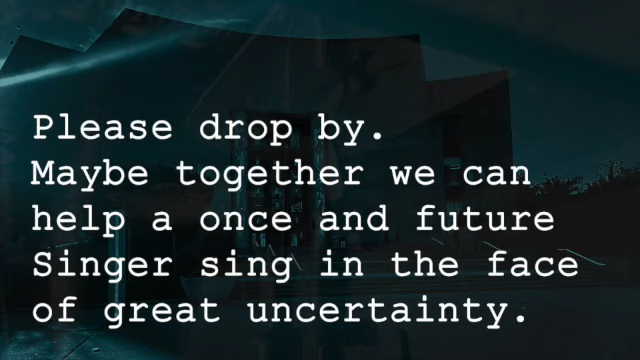 Please drop by.
Maybe together we can
help a once and future
Singer sing in the face
of great uncertainty.